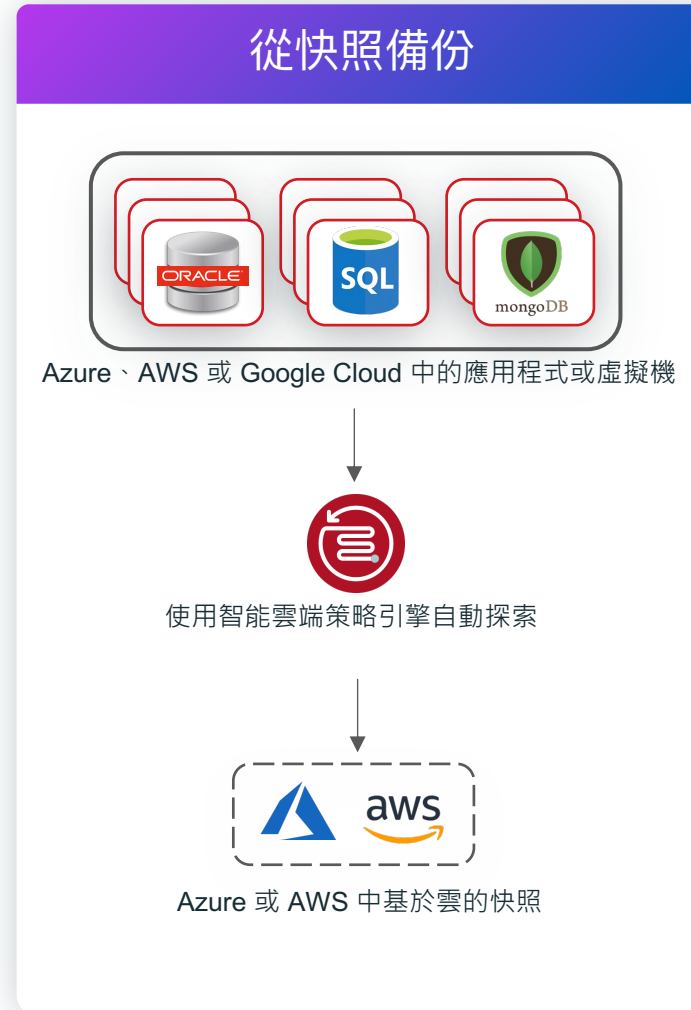 從快照備份
ORACLE
SQL
mongoDB
Azure、AWS 或 Google Cloud 中的應用程式或虛擬機
使用智能雲端策略引擎自動探索
aws
Azure 或 AWS 中基於雲的快照